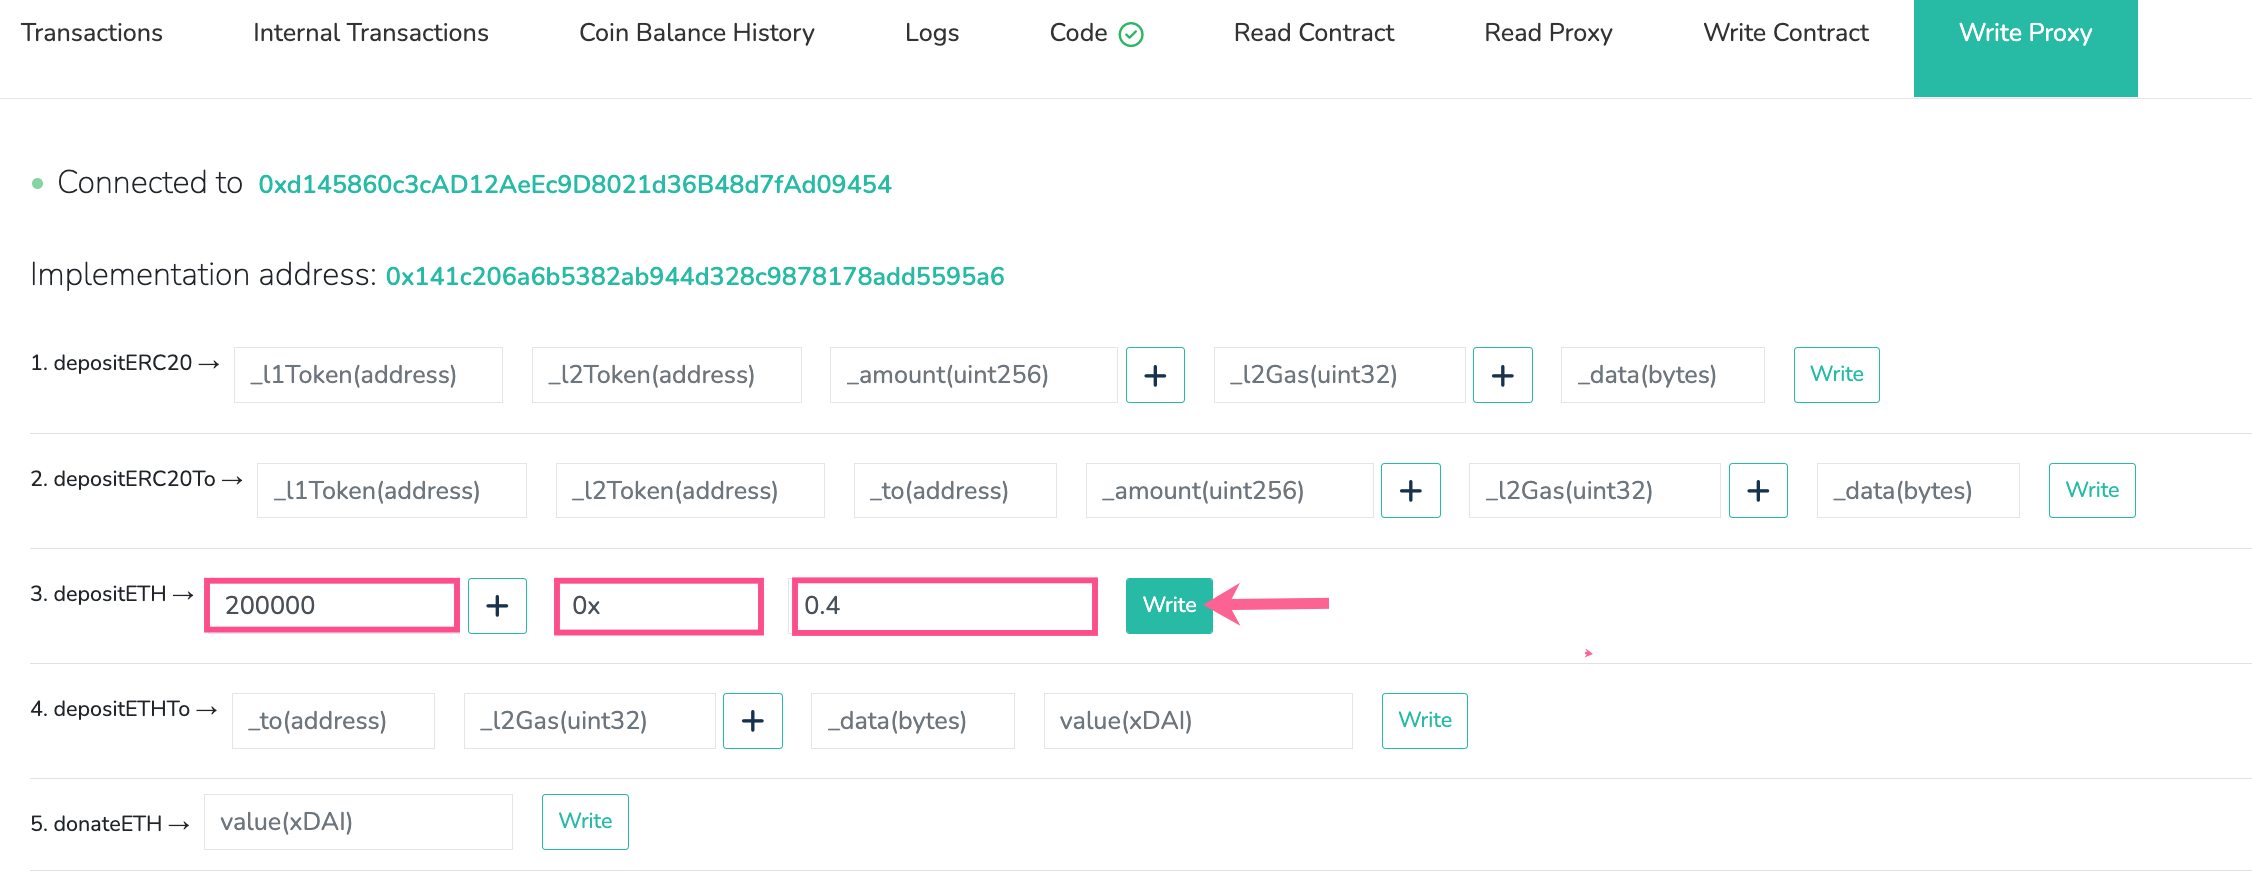 Transactions Internal Transactions Coin Balance History Logs Code Read Contract Read Proxy Write Contract Write Proxy
Connected to 0xd145860c3cAD12AeEc9D8021d36B48d7fAd09454
Implementation address: 0x141c206a6b5382ab944d328c9878178add5595a6
1. depositERC20 → _l1Token(address) _l2Token(address) _amount(uint256) + _l2Gas(uint32) + _data(bytes) Write
2. depositERC20To → _l1Token(address) _l2Token(address) _to(address) _amount(uint256) + _l2Gas(uint32) + _data(bytes) Write
3. depositETH → 200000 + 0x 0.4 Write
4. depositETHTo → _to(address) _l2Gas(uint32) + _data(bytes) value(xDAI) Write
5. donateETH → value(xDAI) Write